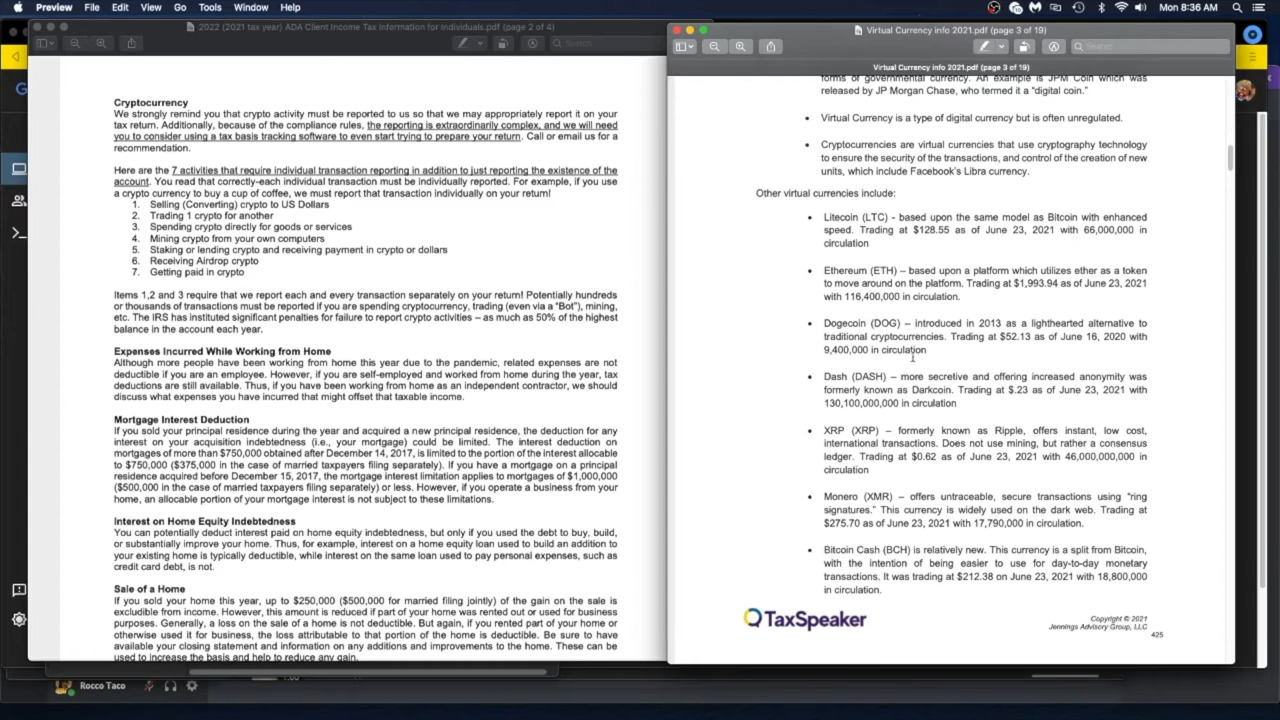 Preview File Edit View Go Tools Window Help
Mon 8:36 AM
2022 (2021 tax year) ADA Client Income Tax Information for Individuals.pdf (page 2 of 4)
Search
Cryptocurrency
We strongly remind you that crypto activity must be reported to us so that we may appropriately report it on your
tax return. Additionally, because of the compliance rules, the reporting is extraordinarily complex, and we will need
you to consider using a tax basis tracking software to even start trying to prepare your return. Call or email us for a
recommendation.
Here are the 7 activities that require individual transaction reporting in addition to just reporting the existence of the
account. You read that correctly-each individual transaction must be individually reported. For example, if you use
a crypto currency to buy a cup of coffee, we must report that transaction individually on your return!
1. Selling (Converting) crypto to US Dollars
2. Trading 1 crypto for another
3. Spending crypto directly for goods or services
4. Mining crypto from your own computers
5. Staking or lending crypto and receiving payment in crypto or dollars
6. Receiving Airdrop crypto
7. Getting paid in crypto
Items 1,2 and 3 require that we report each and every transaction separately on your return! Potentially hundreds
or thousands of transactions must be reported if you are spending cryptocurrency, trading (even via a “Bot”), mining,
etc. The IRS has instituted significant penalties for failure to report crypto activities – as much as 50% of the highest
balance in the account each year.
Expenses Incurred While Working from Home
Although more people have been working from home this year due to the pandemic, related expenses are not
deductible if you are an employee. However, if you are self-employed and worked from home during the year, tax
deductions are still available. Thus, if you have been working from home as an independent contractor, we should
discuss what expenses you have incurred that might offset that taxable income.
Mortgage Interest Deduction
If you sold your principal residence during the year and acquired a new principal residence, the deduction for any
interest on your acquisition indebtedness (i.e., your mortgage) could be limited. The interest deduction on
mortgages of more than $750,000 obtained after December 14, 2017, is limited to the portion of the interest allocable
to $750,000 ($375,000 in the case of married taxpayers filing separately). If you have a mortgage on a principal
residence acquired before December 15, 2017, the mortgage interest limitation applies to mortgages of $1,000,000
($500,000 in the case of married taxpayers filing separately) or less. However, if you operate a business from your
home, an allocable portion of your mortgage interest is not subject to these limitations.
Interest on Home Equity Indebtedness
You can potentially deduct interest paid on home equity indebtedness, but only if you used the debt to buy, build,
or substantially improve your home. Thus, for example, interest on a home equity loan used to build an addition to
your existing home is typically deductible, while interest on the same loan used to pay personal expenses, such as
credit card debt, is not.
Sale of a Home
If you sold your home this year, up to $250,000 ($500,000 for married filing jointly) of the gain on the sale is
excludible from income. However, this amount is reduced if part of your home was rented out or used for business
purposes. Generally, a loss on the sale of a home is not deductible. But again, if you rented part of your home or
otherwise used it for business, the loss attributable to that portion of the home is deductible. Be sure to have
available your closing statement and information on any additions and improvements to the home. These can be
used to increase the basis and help to reduce any gain.
Rocco Taco
Virtual Currency info 2021.pdf (page 3 of 19)
Search
Virtual Currency info 2021.pdf (page 3 of 19)
forms of governmental currency. An example is JPM Coin which was
released by JP Morgan Chase, who termed it a “digital coin.”
• Virtual Currency is a type of digital currency but is often unregulated.
• Cryptocurrencies are virtual currencies that use cryptography technology
to ensure the security of the transactions, and control of the creation of new
units, which include Facebook's Libra currency.
Other virtual currencies include:
• Litecoin (LTC) - based upon the same model as Bitcoin with enhanced
speed. Trading at $128.55 as of June 23, 2021 with 66,000,000 in
circulation
• Ethereum (ETH) – based upon a platform which utilizes ether as a token
to move around on the platform. Trading at $1,993.94 as of June 23, 2021
with 116,400,000 in circulation.
• Dogecoin (DOG) – introduced in 2013 as a lighthearted alternative to
traditional cryptocurrencies. Trading at $52.13 as of June 16, 2020 with
9,400,000 in circulation
• Dash (DASH) – more secretive and offering increased anonymity was
formerly known as Darkcoin. Trading at $.23 as of June 23, 2021 with
130,100,000,000 in circulation
• XRP (XRP) – formerly known as Ripple, offers instant, low cost,
international transactions. Does not use mining, but rather a consensus
ledger. Trading at $0.62 as of June 23, 2021 with 46,000,000,000 in
circulation
• Monero (XMR) – offers untraceable, secure transactions using “ring
signatures.” This currency is widely used on the dark web. Trading at
$275.70 as of June 23, 2021 with 17,790,000 in circulation.
• Bitcoin Cash (BCH) is relatively new. This currency is a split from Bitcoin,
with the intention of being easier to use for day-to-day monetary
transactions. It was trading at $212.38 on June 23, 2021 with 18,800,000
in circulation.
TaxSpeaker
Copyright © 2021
Jennings Advisory Group, LLC
425